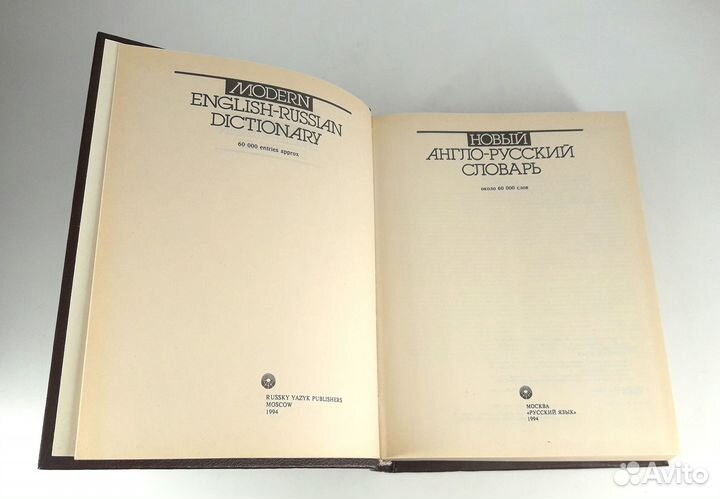 MODERN
ENGLISH-RUSSIAN
DICTIONARY
60 000 entries approx
RUSSKY YAZYK PUBLISHERS
MOSCOW
1994
НОВЫЙ
АНГЛО-РУССКИЙ
СЛОВАРЬ
около 60 000 слов
МОСКВА
«РУССКИЙ ЯЗЫК»
1994
Avito